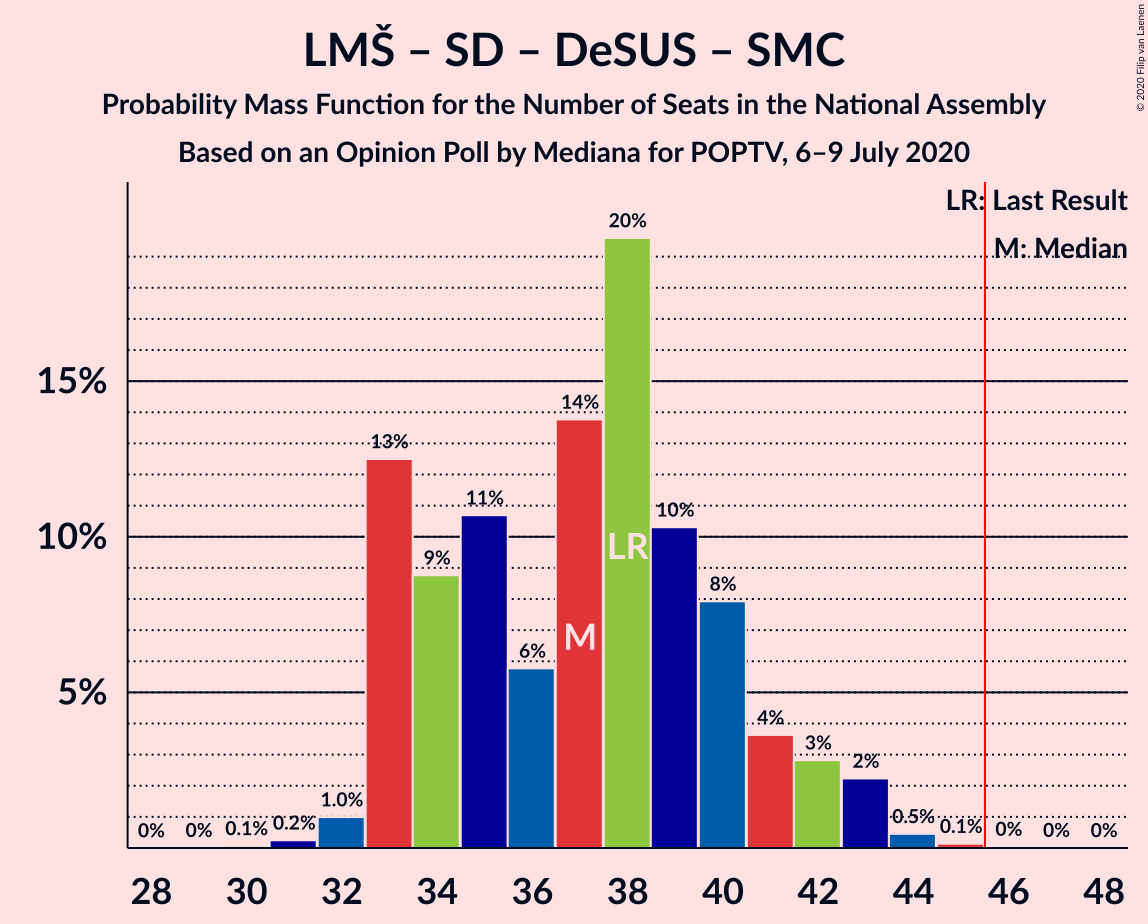 LMŠ – SD – DeSUS – SMC
Probability Mass Function for the Number of Seats in the National Assembly
Based on an Opinion Poll by Mediana for POPTV, 6–9 July 2020
© 2020 Filip van Laenen
LR: Last Result
M: Median
15%
10%
5%
0%
0%
0.1%
0.2%
1.0%
13%
9%
11%
6%
14%
20%
10%
8%
4%
3%
2%
0.5%
0.1%
0%
0%
0%
M
LR
28 30 32 34 36 38 40 42 44 46 48